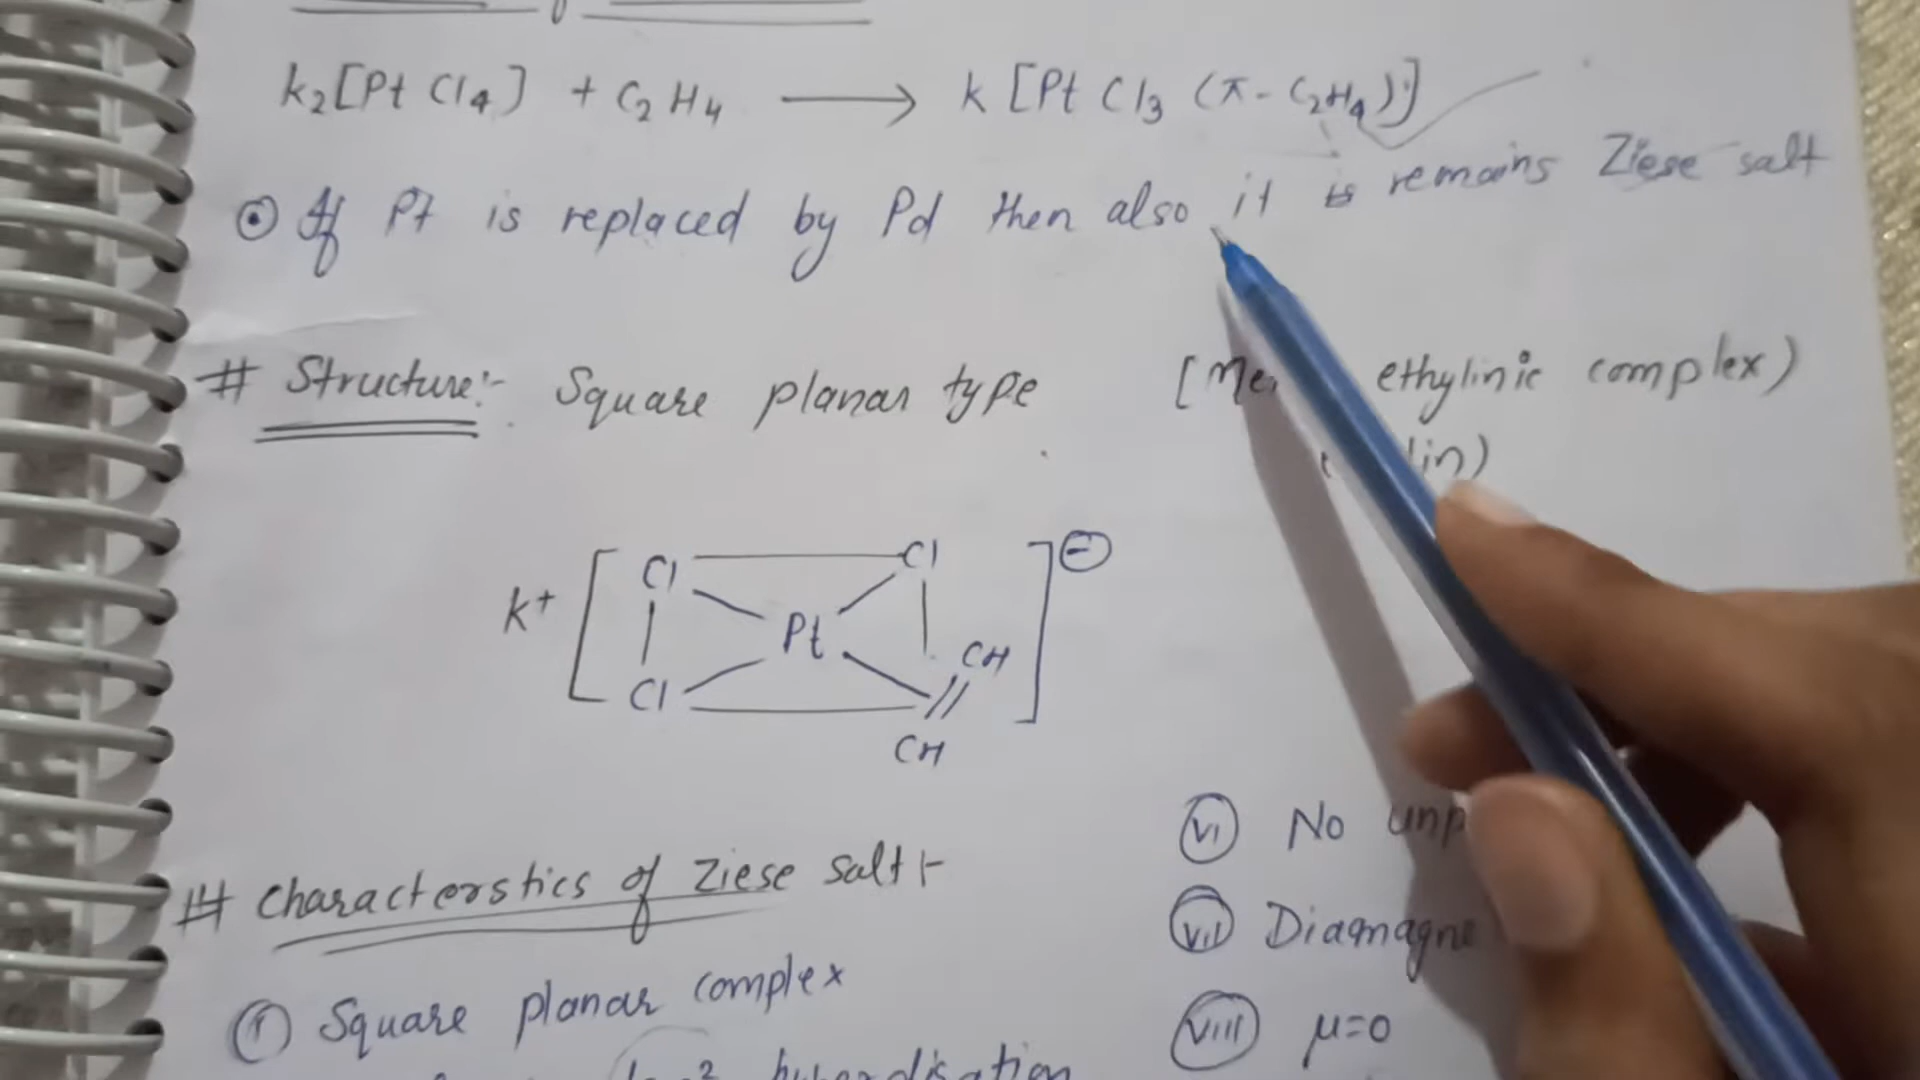 k₂[Pt Cl₄] + C₂H₄ ⟶ k [Pt Cl₃ (π - C₂H₄)]
⊙ If Pt is replaced by Pd then also it is remains Ziese salt
# Structure:- Square planar type [ ethylinic complex)
lin)
k+ [ Cl Cl ] ⊖
Pt
CH
Cl
CH
# Characterstics of Ziese salt :-
(vi) No
(i) Square planar complex
(vii) Diamagne
(viii) μ=0